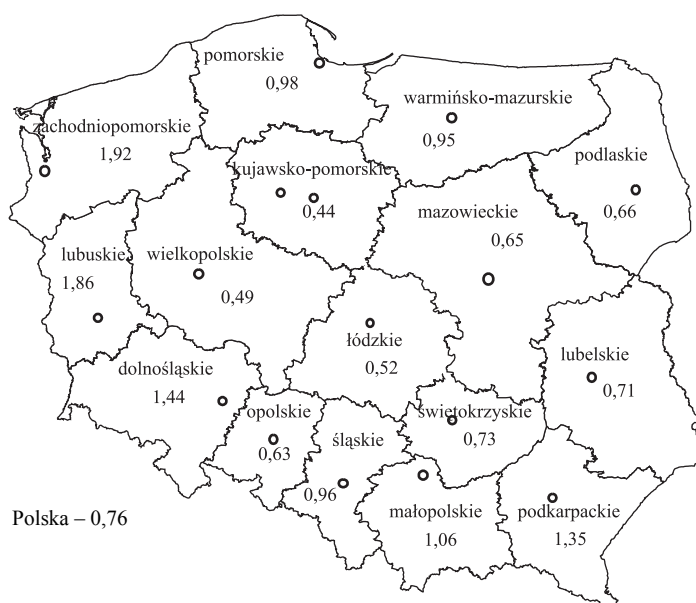 pomorskie
0,98
warmińsko-mazurskie
0,95
zachodniopomorskie
1,92
podlaskie
0,66
kujawsko-pomorskie
0,44
mazowieckie
0,65
lubuskie
1,86
wielkopolskie
0,49
łódzkie
0,52
lubelskie
0,71
dolnośląskie
1,44
opolskie
0,63
śląskie
0,96
świętokrzyskie
0,73
Polska – 0,76
małopolskie
1,06
podkarpackie
1,35